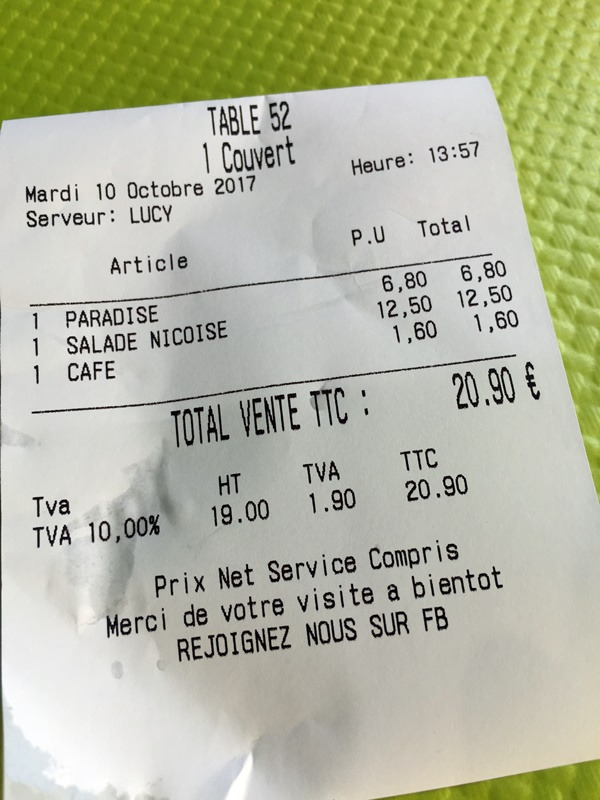 TABLE 52
1 Couvert
Mardi 10 Octobre 2017 Heure: 13:57
Serveur: LUCY
Article P.U Total
1 PARADISE 6,80 6,80
1 SALADE NICOISE 12,50 12,50
1 CAFE 1,60 1,60
TOTAL VENTE TTC : 20.90 €
Tva HT TVA TTC
TVA 10,00% 19.00 1.90 20.90
Prix Net Service Compris
Merci de votre visite a bientot
REJOIGNEZ NOUS SUR FB